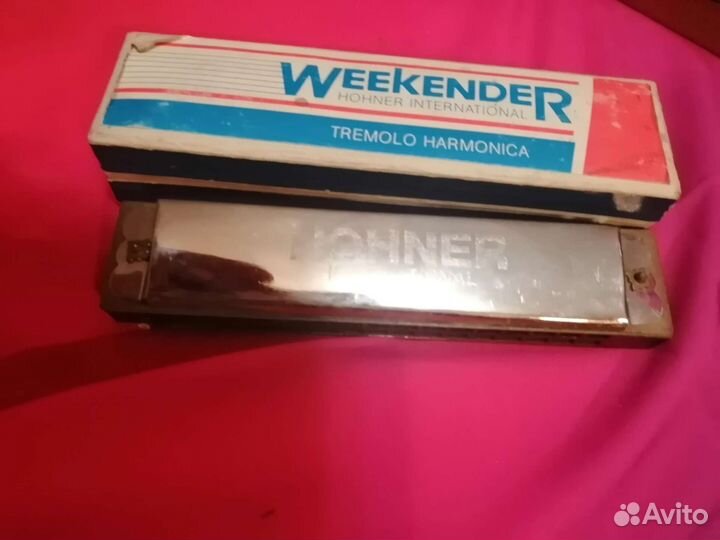 WEEKENDER
HOHNER INTERNATIONAL
TREMOLO HARMONICA
HOHNER
Avito